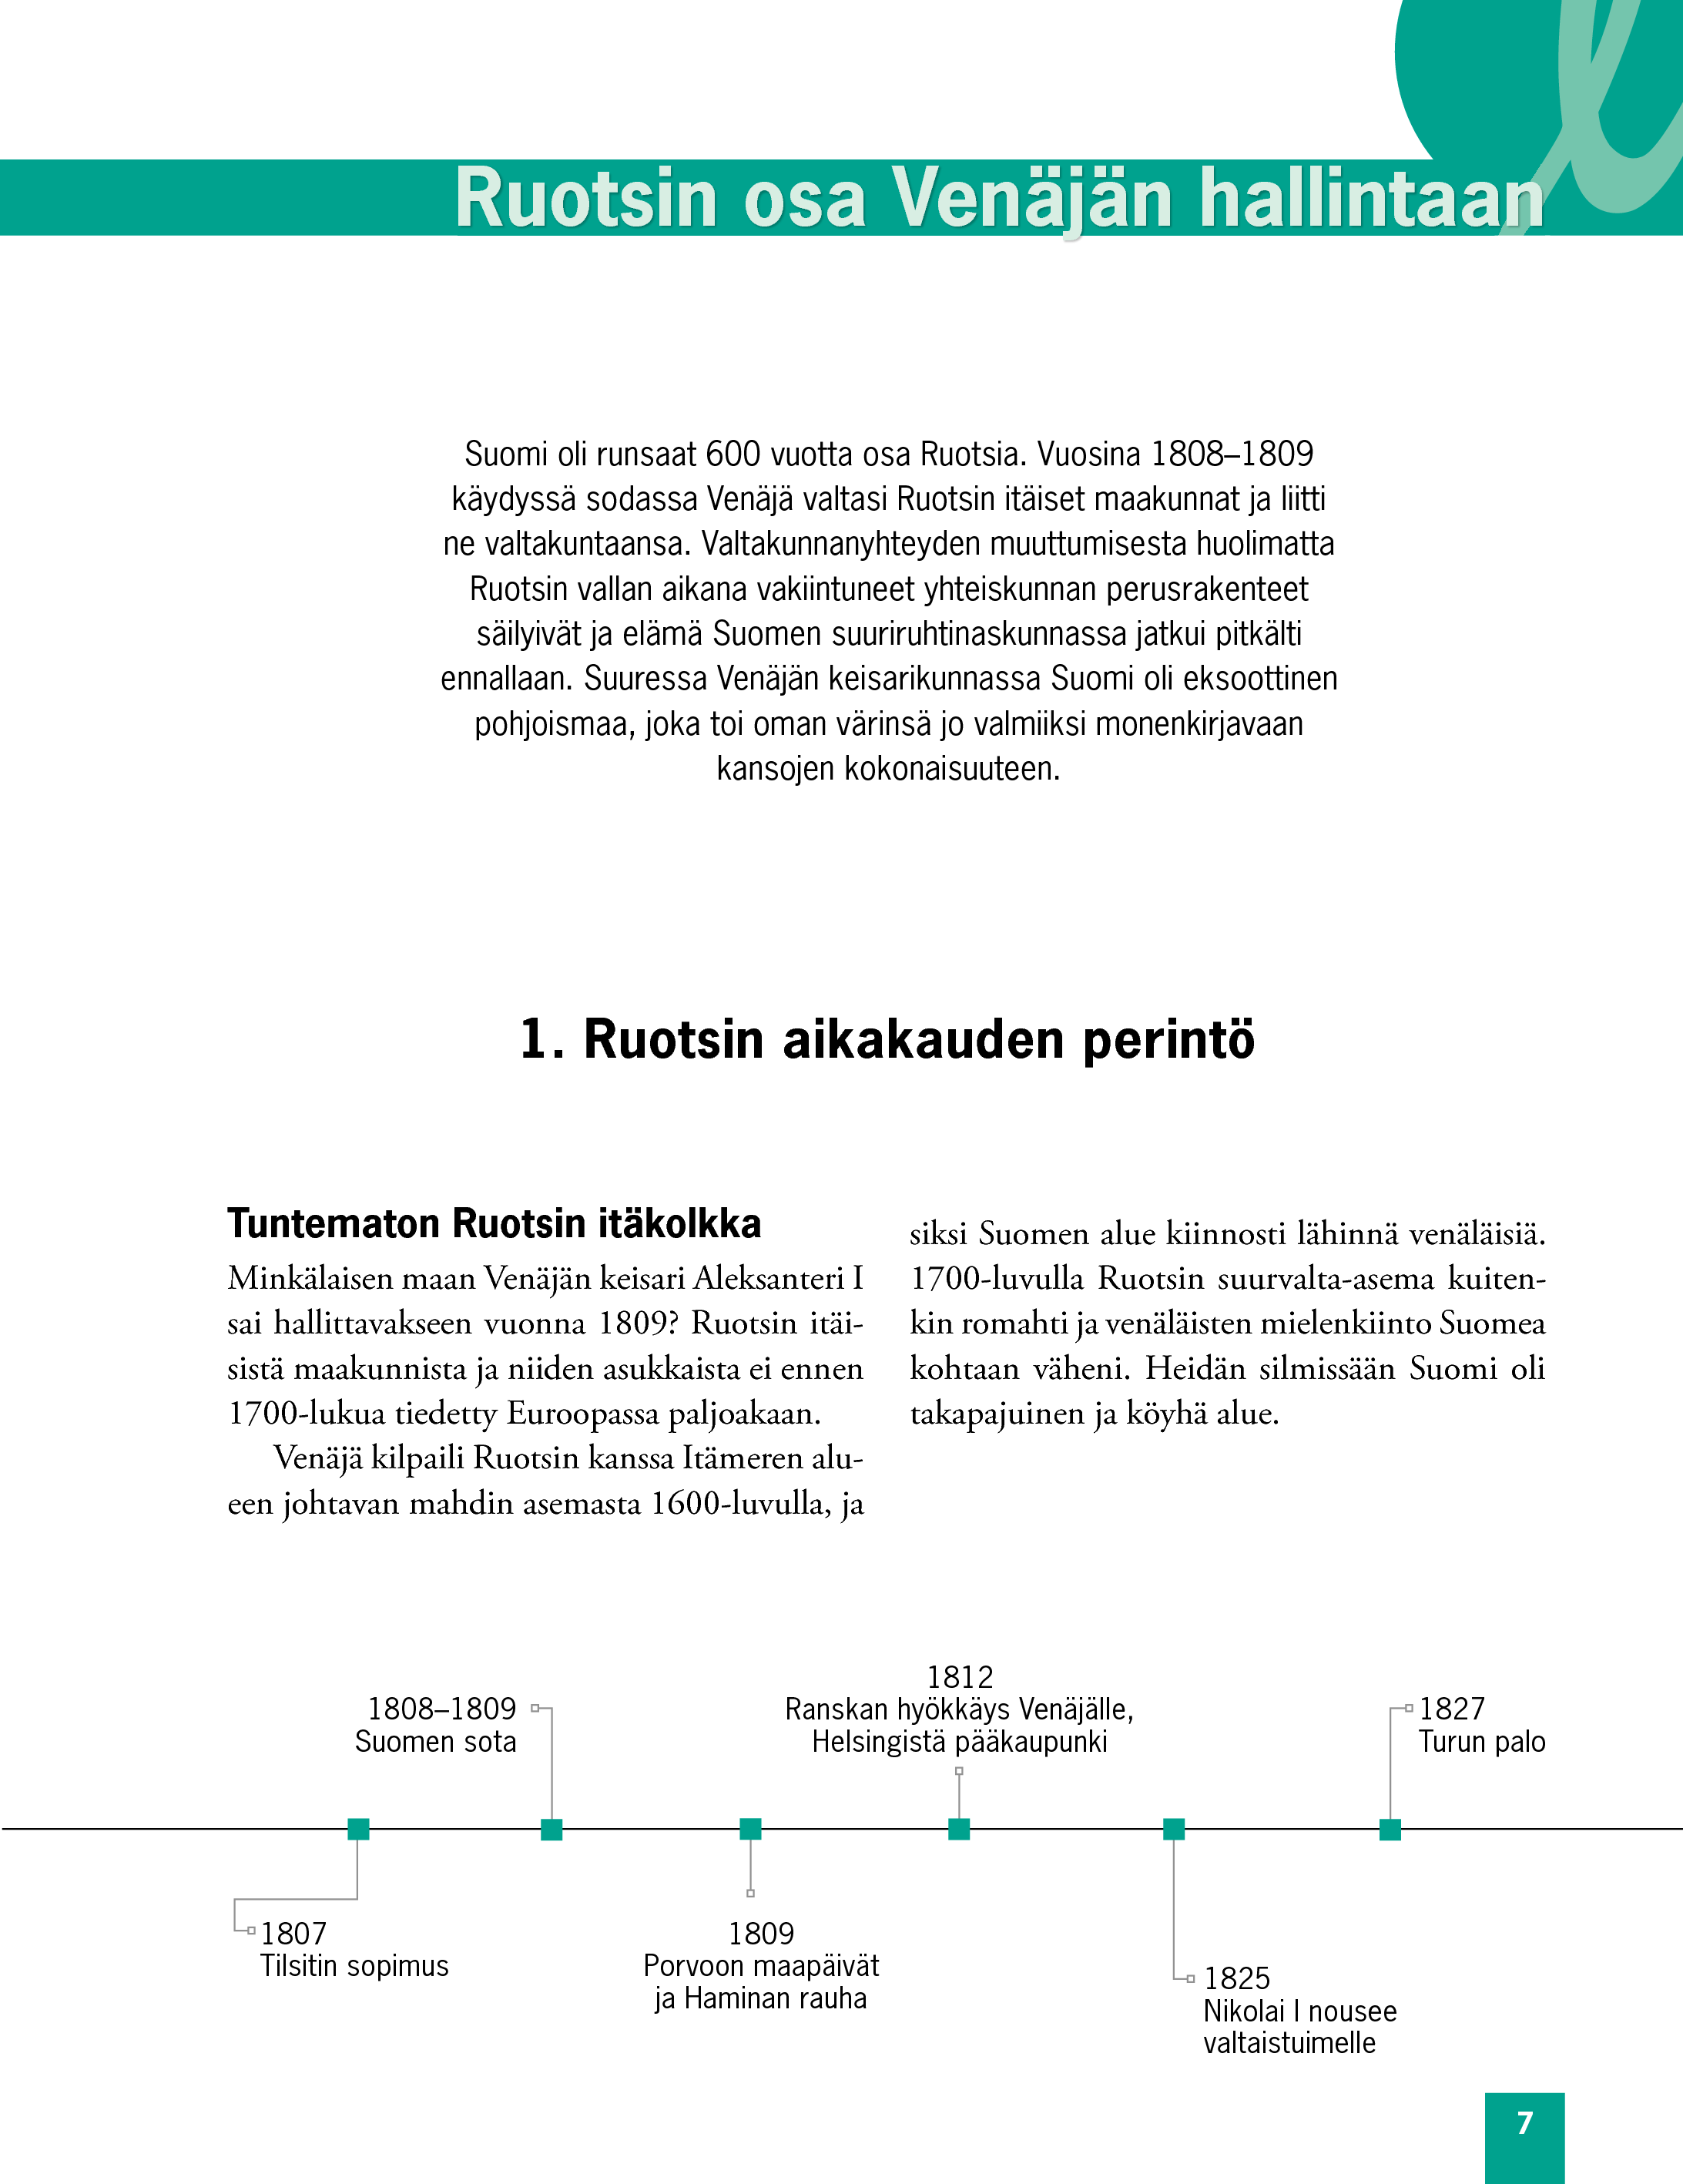 Ruotsin osa Venäjän hallintaan
Suomi oli runsaat 600 vuotta osa Ruotsia. Vuosina 1808–1809
käydyssä sodassa Venäjä valtasi Ruotsin itäiset maakunnat ja liitti
ne valtakuntaansa. Valtakunnanyhteyden muuttumisesta huolimatta
Ruotsin vallan aikana vakiintuneet yhteiskunnan perusrakenteet
säilyivät ja elämä Suomen suuriruhtinaskunnassa jatkui pitkälti
ennallaan. Suuressa Venäjän keisarikunnassa Suomi oli eksoottinen
pohjoismaa, joka toi oman värinsä jo valmiiksi monenkirjavaan
kansojen kokonaisuuteen.
1. Ruotsin aikakauden perintö
Tuntematon Ruotsin itäkolkka
Minkälaisen maan Venäjän keisari Aleksanteri I
sai hallittavakseen vuonna 1809? Ruotsin itäi-
sistä maakunnista ja niiden asukkaista ei ennen
1700-lukua tiedetty Euroopassa paljoakaan.
Venäjä kilpaili Ruotsin kanssa Itämeren alu-
een johtavan mahdin asemasta 1600-luvulla, ja
siksi Suomen alue kiinnosti lähinnä venäläisiä.
1700-luvulla Ruotsin suurvalta-asema kuiten-
kin romahti ja venäläisten mielenkiinto Suomea
kohtaan väheni. Heidän silmissään Suomi oli
takapajuinen ja köyhä alue.
1807
Tilsitin sopimus
1808–1809
Suomen sota
1809
Porvoon maapäivät
ja Haminan rauha
1812
Ranskan hyökkäys Venäjälle,
Helsingistä pääkaupunki
1825
Nikolai I nousee
valtaistuimelle
1827
Turun palo
7